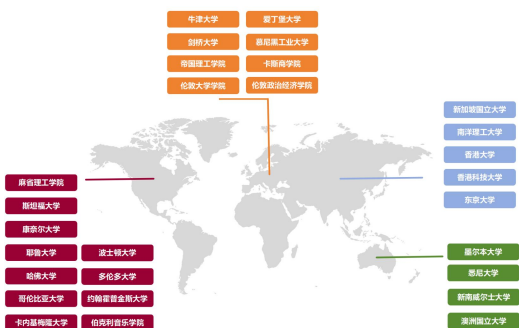 牛津大学
爱丁堡大学
剑桥大学
慕尼黑工业大学
帝国理工学院
卡斯商学院
伦敦大学学院
伦敦政治经济学院
新加坡国立大学
南洋理工大学
香港大学
香港科技大学
东京大学
麻省理工学院
斯坦福大学
康奈尔大学
耶鲁大学
波士顿大学
哈佛大学
多伦多大学
哥伦比亚大学
约翰霍普金斯大学
卡内基梅隆大学
伯克利音乐学院
墨尔本大学
悉尼大学
新南威尔士大学
澳洲国立大学